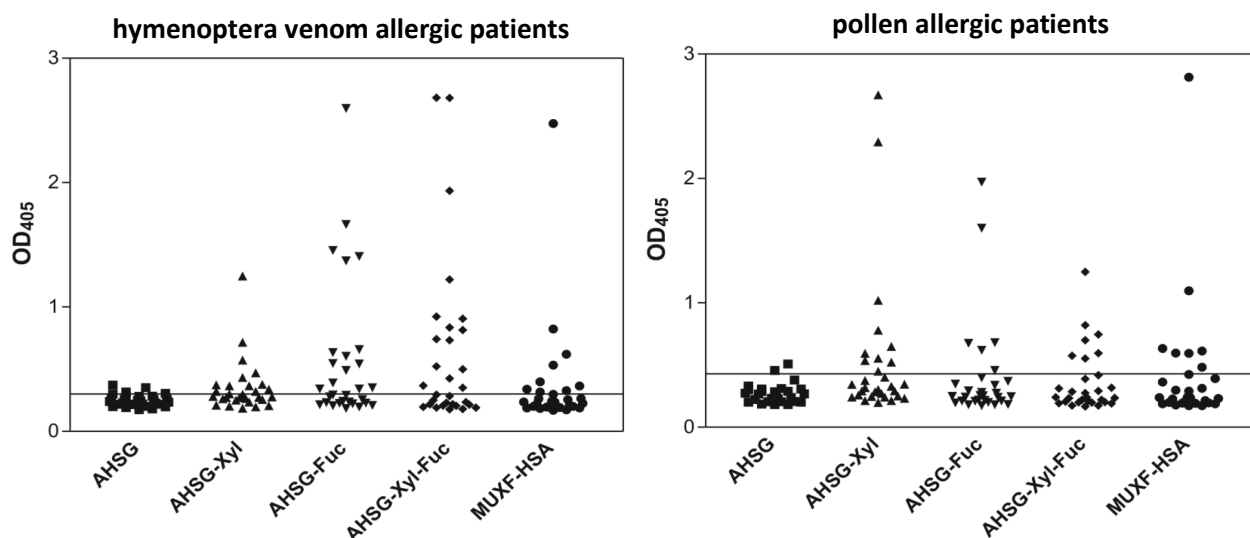 hymenoptera venom allergic patients
3
2
1
0
OD405
AHSG
AHSG-Xyl
AHSG-Fuc
AHSG-Xyl-Fuc
MUXF-HSA
pollen allergic patients
3
2
1
0
OD405
AHSG
AHSG-Xyl
AHSG-Fuc
AHSG-Xyl-Fuc
MUXF-HSA